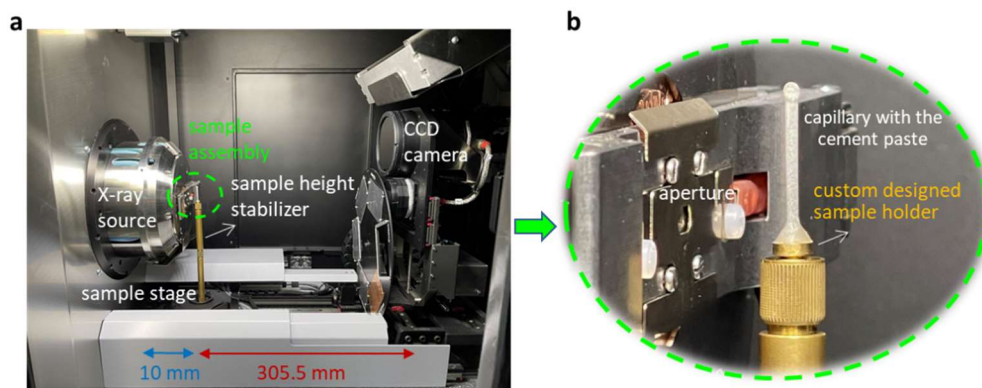 a
b
sample
assembly
CCD
camera
X-ray
source
sample height
stabilizer
sample stage
10 mm
305.5 mm
capillary with the
cement paste
aperture
custom designed
sample holder